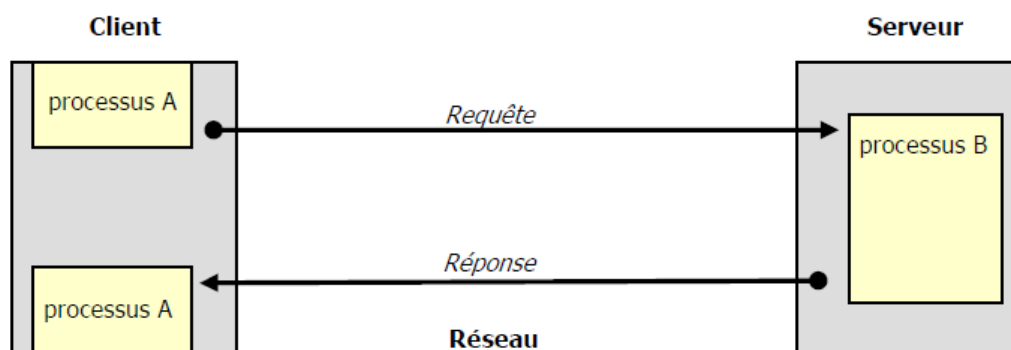 Client
Serveur
processus A
Requête
processus B
Réponse
processus A
Réseau